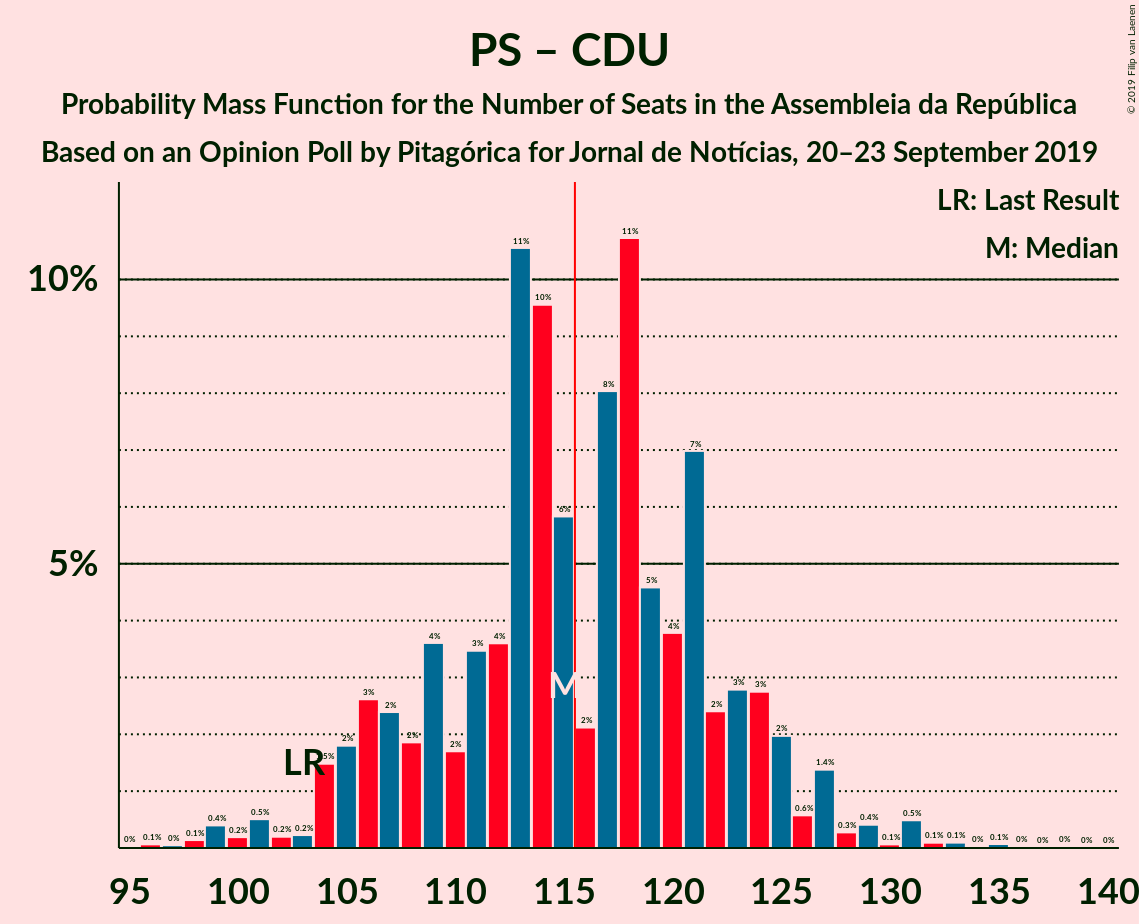 PS – CDU
Probability Mass Function for the Number of Seats in the Assembleia da República
Based on an Opinion Poll by Pitagórica for Jornal de Notícias, 20–23 September 2019
© 2019 Filip van Laenen
LR: Last Result
M: Median
10%
5%
0% 0.1% 0% 0.1% 0.4% 0.2% 0.5% 0.2% 0.2% 5% 2% 3% 2% 2% 4% 2% 3% 4% 11% 10% 6% 2% 8% 11% 5% 4% 7% 2% 3% 3% 2% 0.6% 1.4% 0.3% 0.4% 0.1% 0.5% 0.1% 0.1% 0% 0.1% 0% 0% 0% 0% 0%
LR
M
95 100 105 110 115 120 125 130 135 140